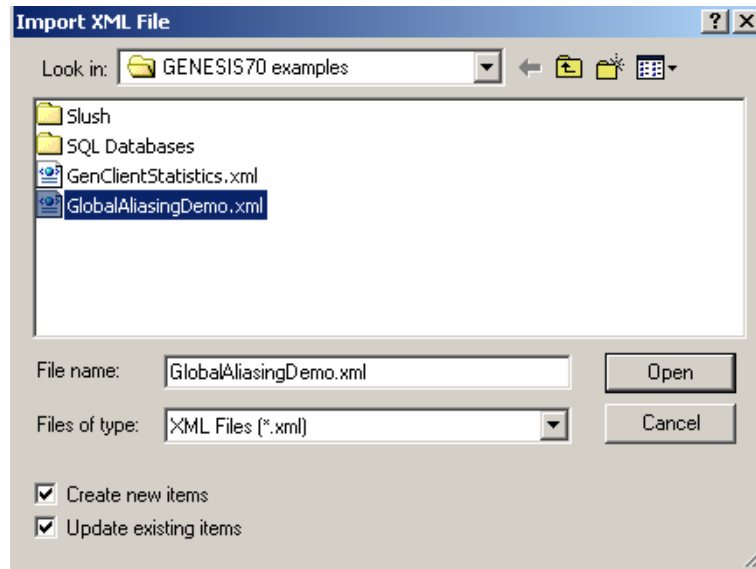 Import XML File
Look in: GENESIS70 examples
Slush
SQL Databases
GenClientStatistics.xml
GlobalAliasingDemo.xml
File name: GlobalAliasingDemo.xml Open
Files of type: XML Files (*.xml) Cancel
Create new items
Update existing items